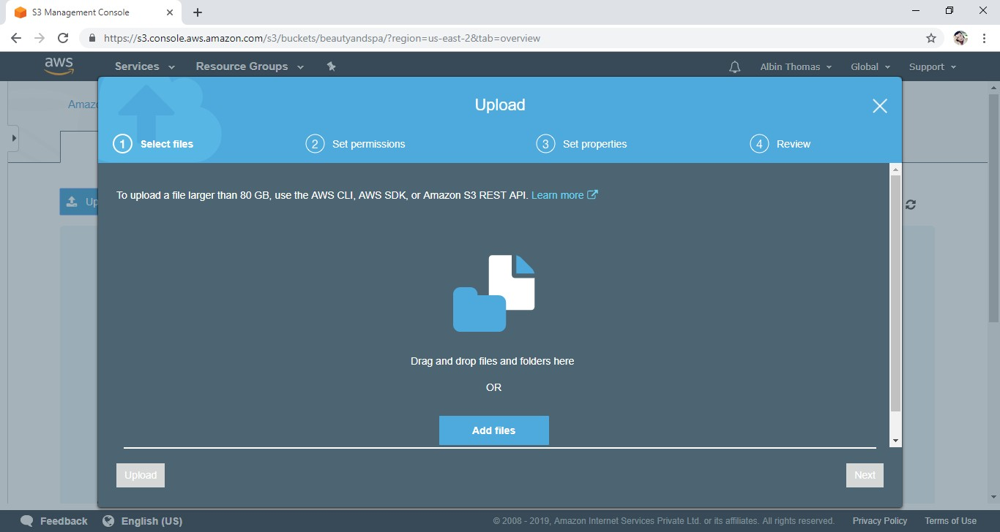 S3 Management Console
https://s3.console.aws.amazon.com/s3/buckets/beautyandspa/?region=us-east-2&tab=overview
aws Services Resource Groups Albin Thomas Global Support
Amazo
Upload
1 Select files 2 Set permissions 3 Set properties 4 Review
To upload a file larger than 80 GB, use the AWS CLI, AWS SDK, or Amazon S3 REST API. Learn more
Up
Drag and drop files and folders here
OR
Add files
Upload Next
Feedback English (US) © 2008 - 2019, Amazon Internet Services Private Ltd. or its affiliates. All rights reserved. Privacy Policy Terms of Use